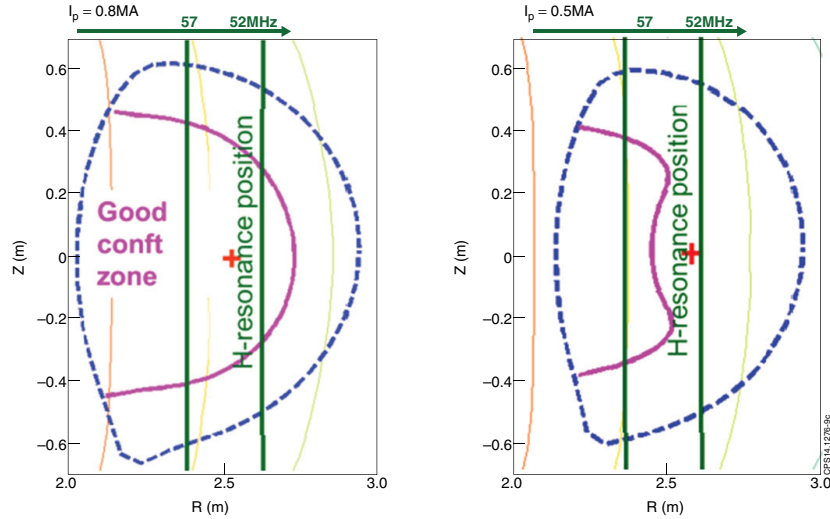 I_p = 0.8MA
57 52MHz
0.6
0.4
0.2
0
–0.2
–0.4
–0.6
Z (m)
Good
conft
zone
H-resonance position
2.0 2.5 3.0
R (m)
I_p = 0.5MA
57 52MHz
0.6
0.4
0.2
0
–0.2
–0.4
–0.6
Z (m)
H-resonance position
2.0 2.5 3.0
R (m)
CPS14.1276-9c